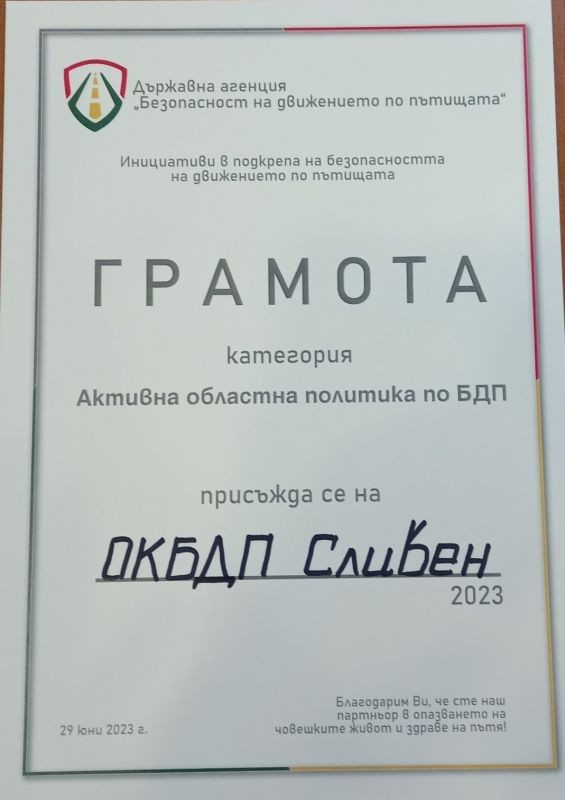 Държавна агенция
„Безопасност на движението по пътищата“
Инициативи в подкрепа на безопасността
на движението по пътищата
ГРАМОТА
категория
Активна областна политика по БДП
присъжда се на
ОКБДП Сливен
2023
Благодарим Ви, че сте наш
партньор в опазването на
човешките живот и здраве на пътя!
29 юни 2023 г.